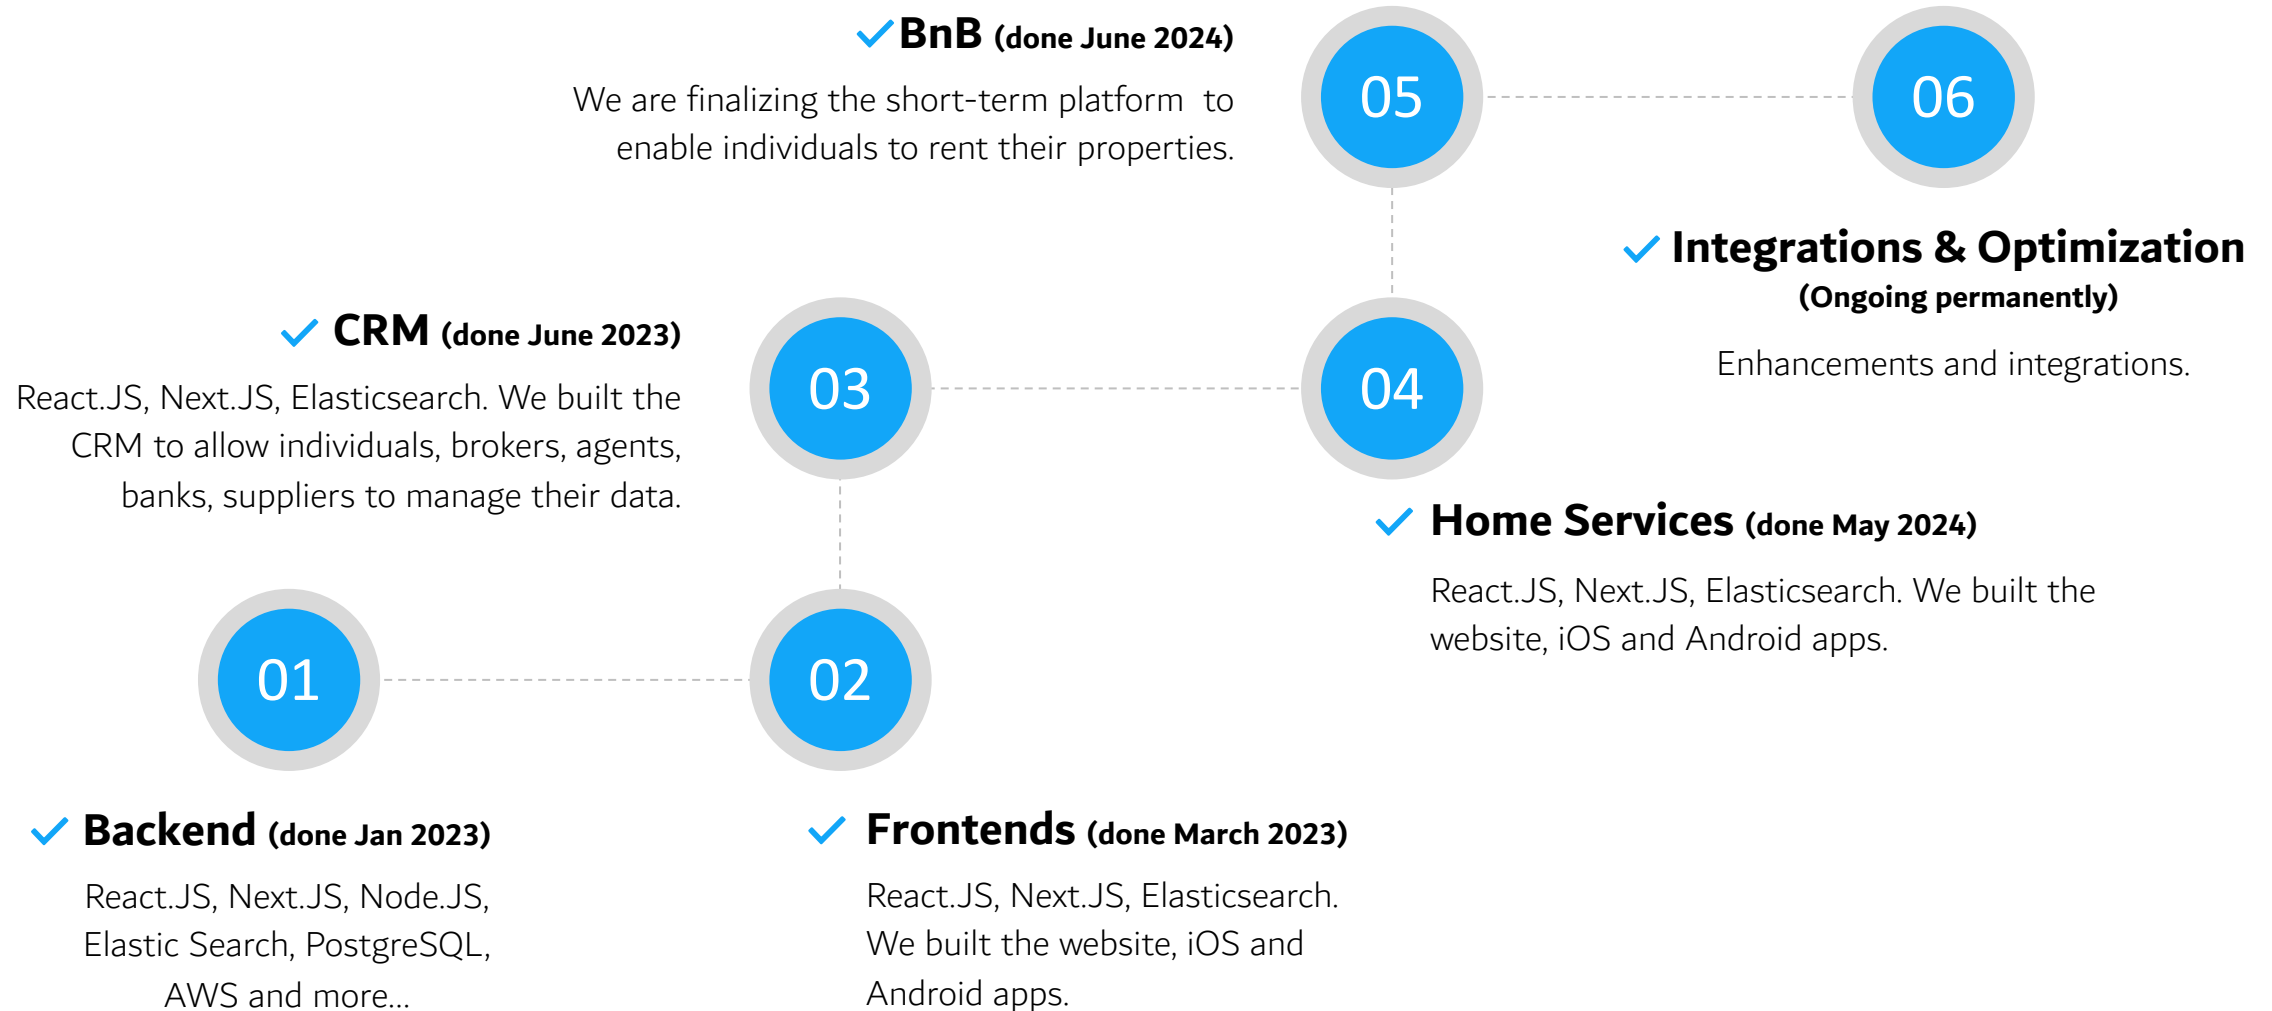 BnB (done June 2024)
We are finalizing the short-term platform to
enable individuals to rent their properties.
05
06
Integrations & Optimization
(Ongoing permanently)
Enhancements and integrations.
CRM (done June 2023)
React.JS, Next.JS, Elasticsearch. We built the
CRM to allow individuals, brokers, agents,
banks, suppliers to manage their data.
03
04
Home Services (done May 2024)
React.JS, Next.JS, Elasticsearch. We built the
website, iOS and Android apps.
01
02
Backend (done Jan 2023)
React.JS, Next.JS, Node.JS,
Elastic Search, PostgreSQL,
AWS and more...
Frontends (done March 2023)
React.JS, Next.JS, Elasticsearch.
We built the website, iOS and
Android apps.